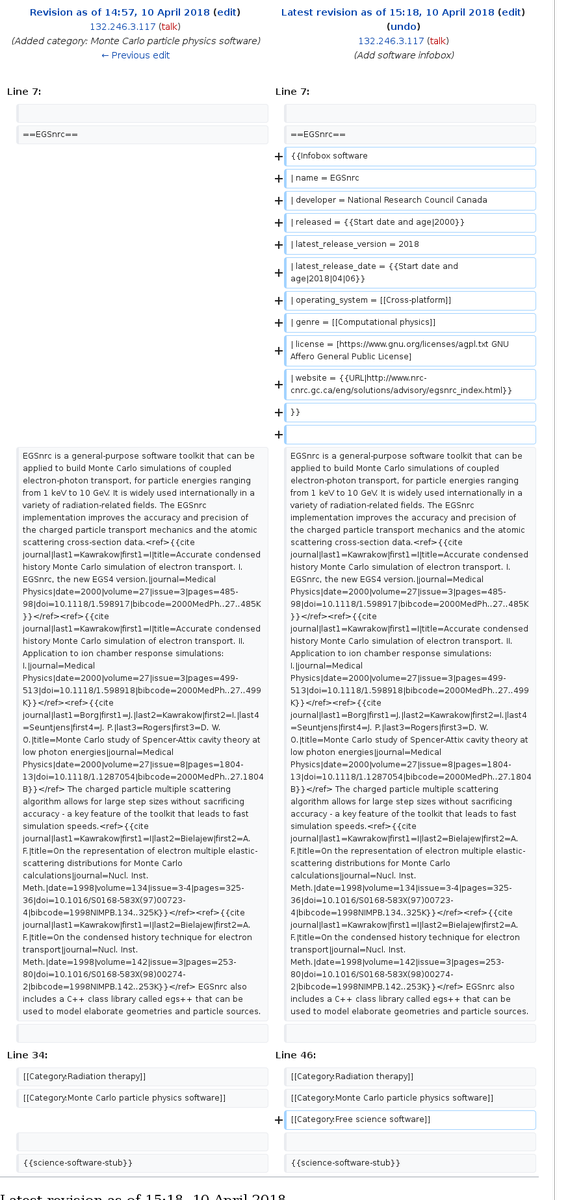 Revision as of 14:57, 10 April 2018 (edit)
132.246.3.117 (talk)
(Added category: Monte Carlo particle physics software)
← Previous edit
Latest revision as of 15:18, 10 April 2018 (edit)
(undo)
132.246.3.117 (talk)
(Add software infobox)
Line 7:
Line 7:
==EGSnrc==
==EGSnrc==
+ {{Infobox software
+ | name = EGSnrc
+ | developer = National Research Council Canada
+ | released = {{Start date and age|2000}}
+ | latest_release_version = 2018
+ | latest_release_date = {{Start date and
age|2018|04|06}}
+ | operating_system = [[Cross-platform]]
+ | genre = [[Computational physics]]
+ | license = [https://www.gnu.org/licenses/agpl.txt GNU
Affero General Public License]
+ | website = {{URL|http://www.nrc-
cnrc.gc.ca/eng/solutions/advisory/egsnrc_index.html}}
+ }}
+
EGSnrc is a general-purpose software toolkit that can be
applied to build Monte Carlo simulations of coupled
electron-photon transport, for particle energies ranging
from 1 keV to 10 GeV. It is widely used internationally in a
variety of radiation-related fields. The EGSnrc
implementation improves the accuracy and precision of
the charged particle transport mechanics and the atomic
scattering cross-section data.<ref>{{cite
journal|last1=Kawrakow|first1=I|title=Accurate condensed
history Monte Carlo simulation of electron transport. I.
EGSnrc, the new EGS4 version.|journal=Medical
Physics|date=2000|volume=27|issue=3|pages=485-
98|doi=10.1118/1.598917|bibcode=2000MedPh..27..485K
}}</ref><ref>{{cite
journal|last1=Kawrakow|first1=I|title=Accurate condensed
history Monte Carlo simulation of electron transport. II.
Application to ion chamber response simulations:
I.|journal=Medical
Physics|date=2000|volume=27|issue=3|pages=499-
513|doi=10.1118/1.598918|bibcode=2000MedPh..27..499
K}}</ref><ref>{{cite
journal|last1=Borg|first1=J.|last2=Kawrakow|first2=I.|last4
=Seuntjens|first4=J. P.|last3=Rogers|first3=D. W.
O.|title=Monte Carlo study of Spencer-Attix cavity theory at
low photon energies|journal=Medical
Physics|date=2000|volume=27|issue=8|pages=1804-
13|doi=10.1118/1.1287054|bibcode=2000MedPh..27.1804
B}}</ref> The charged particle multiple scattering
algorithm allows for large step sizes without sacrificing
accuracy - a key feature of the toolkit that leads to fast
simulation speeds.<ref>{{cite
journal|last1=Kawrakow|first1=I|last2=Bielajew|first2=A.
F.|title=On the representation of electron multiple elastic-
scattering distributions for Monte Carlo
calculations|journal=Nucl. Inst.
Meth.|date=1998|volume=134|issue=3-4|pages=325-
36|doi=10.1016/S0168-583X(97)00723-
4|bibcode=1998NIMPB.134..325K}}</ref><ref>{{cite
journal|last1=Kawrakow|first1=I|last2=Bielajew|first2=A.
F.|title=On the condensed history technique for electron
transport|journal=Nucl. Inst.
Meth.|date=1998|volume=142|issue=3|pages=253-
80|doi=10.1016/S0168-583X(98)00274-
2|bibcode=1998NIMPB.142..253K}}</ref> EGSnrc also
includes a C++ class library called egs++ that can be
used to model elaborate geometries and particle sources.
EGSnrc is a general-purpose software toolkit that can be
applied to build Monte Carlo simulations of coupled
electron-photon transport, for particle energies ranging
from 1 keV to 10 GeV. It is widely used internationally in a
variety of radiation-related fields. The EGSnrc
implementation improves the accuracy and precision of
the charged particle transport mechanics and the atomic
scattering cross-section data.<ref>{{cite
journal|last1=Kawrakow|first1=I|title=Accurate condensed
history Monte Carlo simulation of electron transport. I.
EGSnrc, the new EGS4 version.|journal=Medical
Physics|date=2000|volume=27|issue=3|pages=485-
98|doi=10.1118/1.598917|bibcode=2000MedPh..27..485K
}}</ref><ref>{{cite
journal|last1=Kawrakow|first1=I|title=Accurate condensed
history Monte Carlo simulation of electron transport. II.
Application to ion chamber response simulations:
I.|journal=Medical
Physics|date=2000|volume=27|issue=3|pages=499-
513|doi=10.1118/1.598918|bibcode=2000MedPh..27..499
K}}</ref><ref>{{cite
journal|last1=Borg|first1=J.|last2=Kawrakow|first2=I.|last4
=Seuntjens|first4=J. P.|last3=Rogers|first3=D. W.
O.|title=Monte Carlo study of Spencer-Attix cavity theory at
low photon energies|journal=Medical
Physics|date=2000|volume=27|issue=8|pages=1804-
13|doi=10.1118/1.1287054|bibcode=2000MedPh..27.1804
B}}</ref> The charged particle multiple scattering
algorithm allows for large step sizes without sacrificing
accuracy - a key feature of the toolkit that leads to fast
simulation speeds.<ref>{{cite
journal|last1=Kawrakow|first1=I|last2=Bielajew|first2=A.
F.|title=On the representation of electron multiple elastic-
scattering distributions for Monte Carlo
calculations|journal=Nucl. Inst.
Meth.|date=1998|volume=134|issue=3-4|pages=325-
36|doi=10.1016/S0168-583X(97)00723-
4|bibcode=1998NIMPB.134..325K}}</ref><ref>{{cite
journal|last1=Kawrakow|first1=I|last2=Bielajew|first2=A.
F.|title=On the condensed history technique for electron
transport|journal=Nucl. Inst.
Meth.|date=1998|volume=142|issue=3|pages=253-
80|doi=10.1016/S0168-583X(98)00274-
2|bibcode=1998NIMPB.142..253K}}</ref> EGSnrc also
includes a C++ class library called egs++ that can be
used to model elaborate geometries and particle sources.
Line 34:
Line 46:
[[Category:Radiation therapy]]
[[Category:Radiation therapy]]
[[Category:Monte Carlo particle physics software]]
[[Category:Monte Carlo particle physics software]]
+ [[Category:Free science software]]
{{science-software-stub}}
{{science-software-stub}}
Latest revision as of 15:18, 10 April 2018